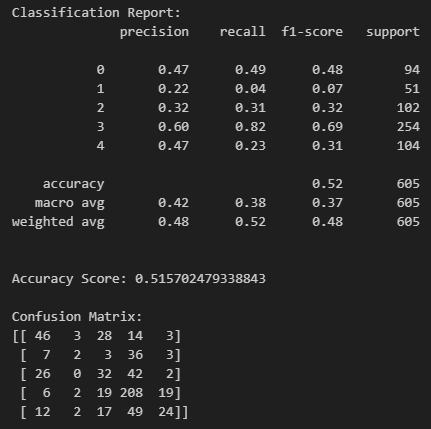 Classification Report:
              precision    recall  f1-score   support

           0       0.47      0.49      0.48        94
           1       0.22      0.04      0.07        51
           2       0.32      0.31      0.32       102
           3       0.60      0.82      0.69       254
           4       0.47      0.23      0.31       104

    accuracy                           0.52       605
   macro avg       0.42      0.38      0.37       605
weighted avg       0.48      0.52      0.48       605


Accuracy Score: 0.515702479338843

Confusion Matrix:
[[ 46   3  28  14   3]
 [  7   2   3  36   3]
 [ 26   0  32  42   2]
 [  6   2  19 208  19]
 [ 12   2  17  49  24]]